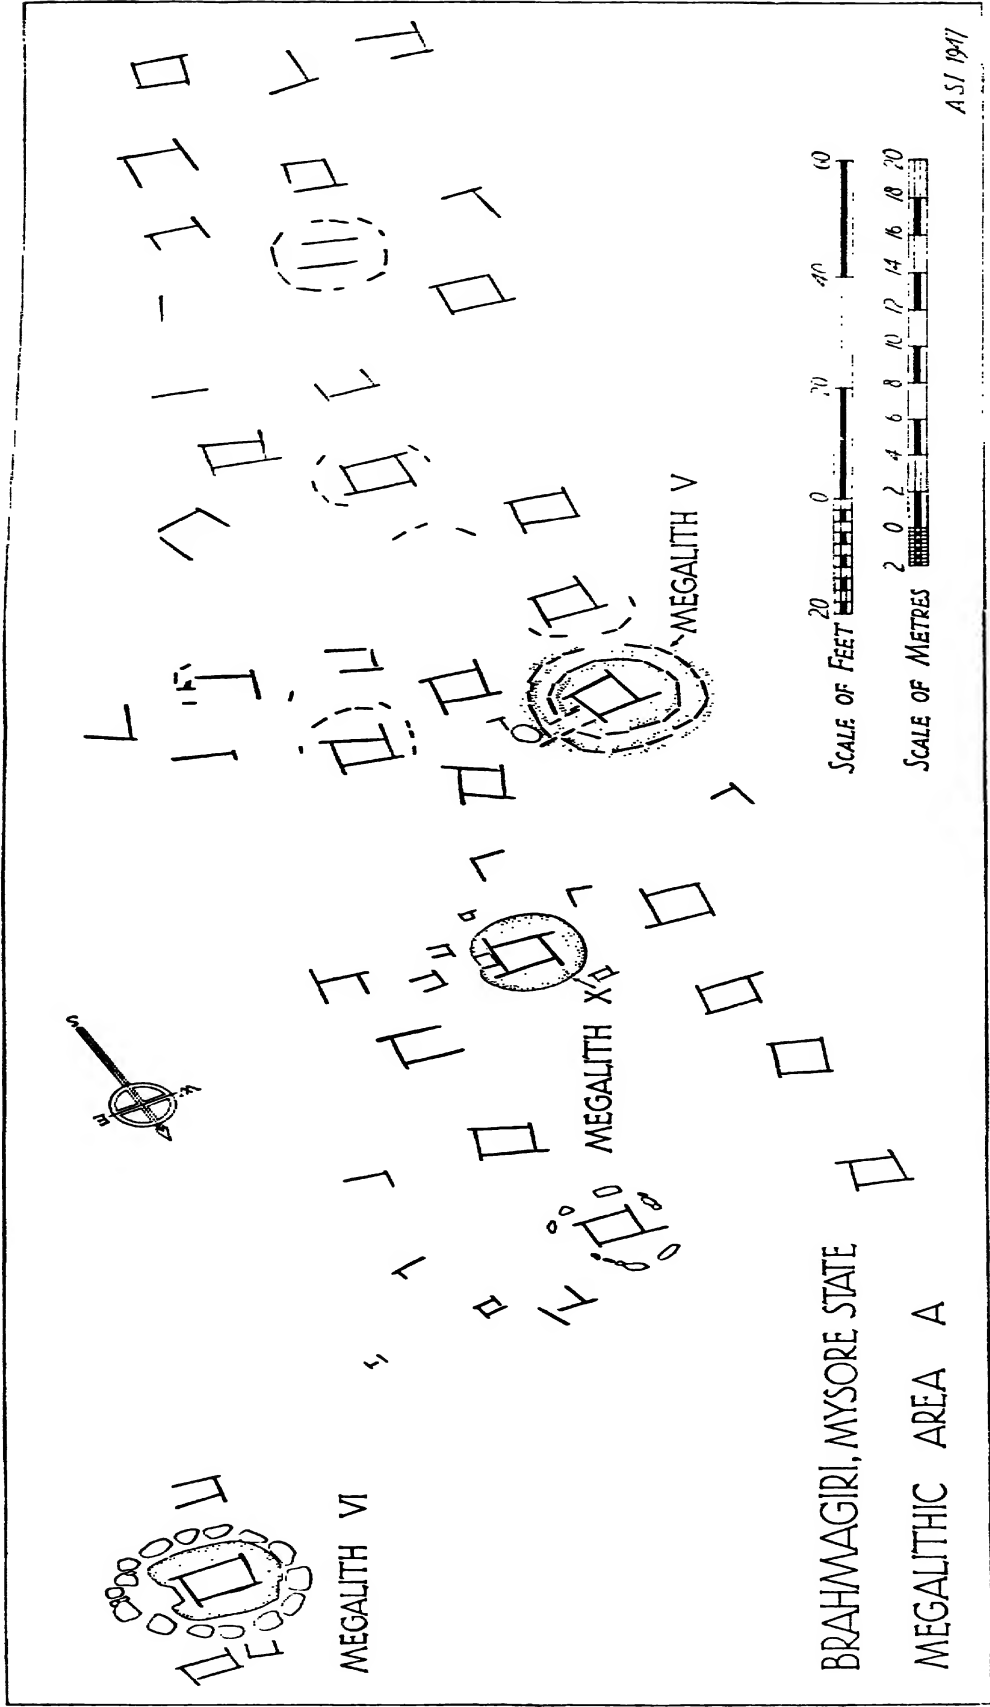 BRAHMAGIRI, MYSORE STATE
MEGALITHIC AREA A
MEGALITH VI
MEGALITH X
MEGALITH V
S
E
b
a
SCALE OF FEET
20 0 20 40 60
SCALE OF METRES
2 0 2 4 6 8 10 12 14 16 18 20
ASI 1947